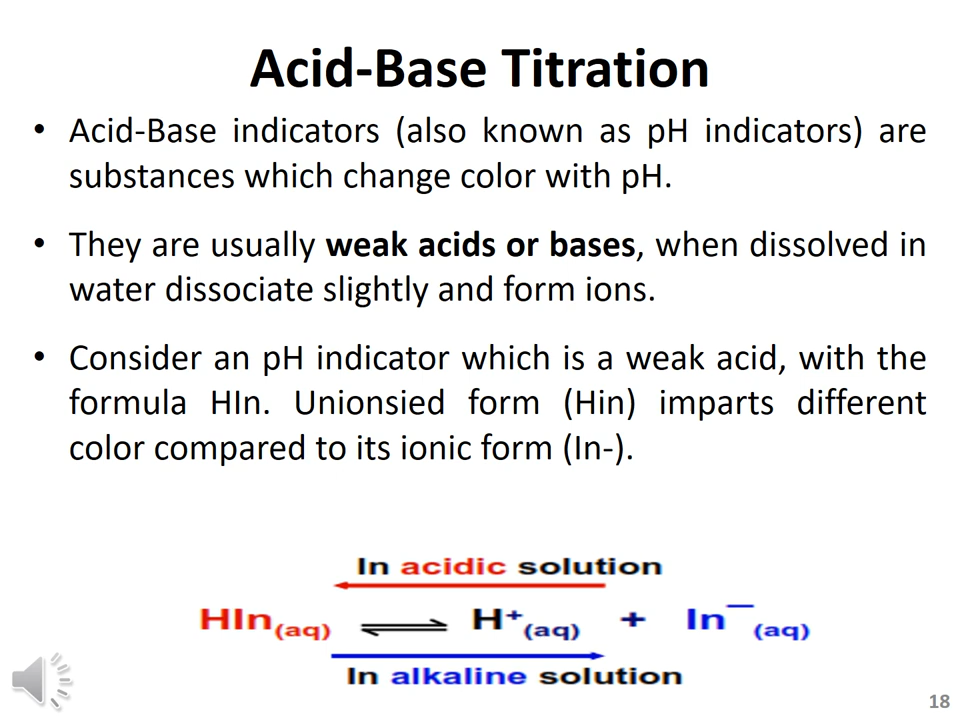 Acid-Base Titration
• Acid-Base indicators (also known as pH indicators) are
substances which change color with pH.
• They are usually weak acids or bases, when dissolved in
water dissociate slightly and form ions.
• Consider an pH indicator which is a weak acid, with the
formula HIn. Unionsied form (Hin) imparts different
color compared to its ionic form (In-).
In acidic solution
HIn(aq) ⇌ H⁺(aq) + In⁻(aq)
In alkaline solution
18